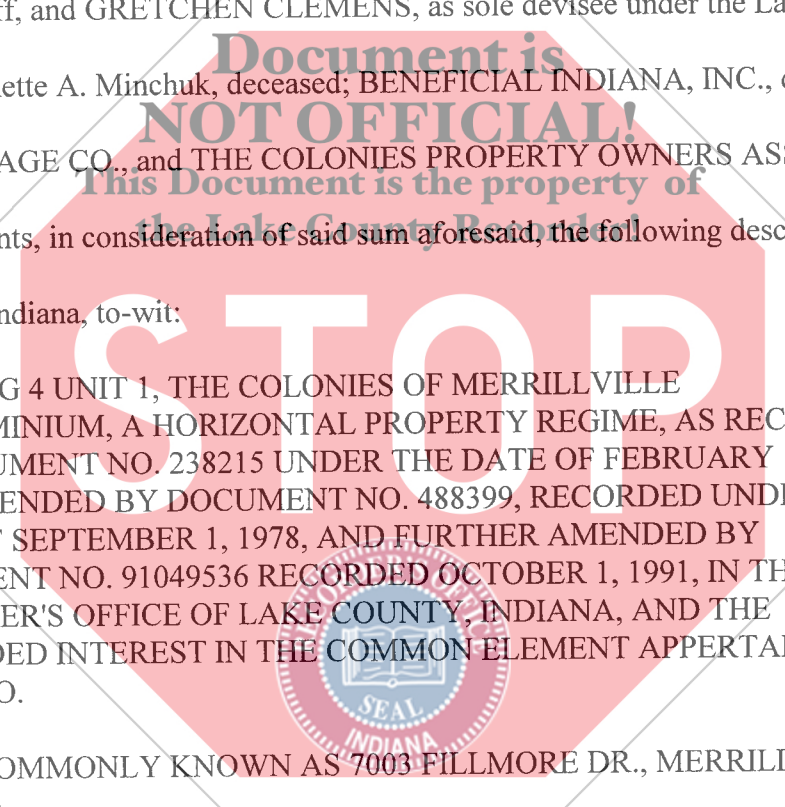 ff, and GRETCHEN CLEMENS, as sole devisee under the La
Document is
ette A. Minchuk, deceased; BENEFICIAL INDIANA, INC.,
NOT OFFICIAL!
AGE CO., and THE COLONIES PROPERTY OWNERS ASS
This Document is the property of
the Lake County Recorder!
nts, in consideration of said sum aforesaid, the following desc
ndiana, to-wit:
STOP
G 4 UNIT 1, THE COLONIES OF MERRILLVILLE
MINIUM, A HORIZONTAL PROPERTY REGIME, AS REC
UMENT NO. 238215 UNDER THE DATE OF FEBRUARY
ENDED BY DOCUMENT NO. 488399, RECORDED UND
SEPTEMBER 1, 1978, AND FURTHER AMENDED BY
ENT NO. 91049536 RECORDED OCTOBER 1, 1991, IN TH
ER'S OFFICE OF LAKE COUNTY, INDIANA, AND THE
DED INTEREST IN THE COMMON ELEMENT APPERTA
O.
RECORDER'S OFFICE
SEAL
INDIANA
OMMONLY KNOWN AS 7003 FILLMORE DR., MERRILL